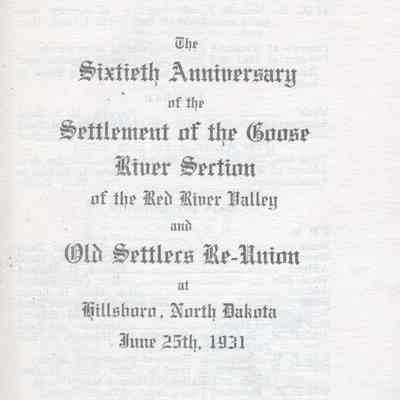 The
Sixtieth Anniversary
of the
Settlement of the Goose
River Section
of the Red River Valley
and
Old Settlers Re-Union
at
Hillsboro, North Dakota
June 25th, 1931